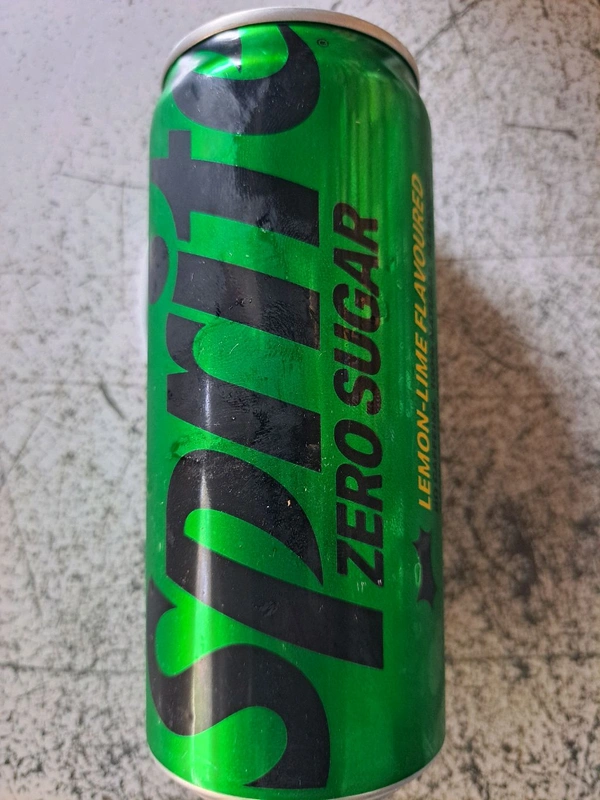 Sprite
ZERO SUGAR
LEMON-LIME FLAVOURED